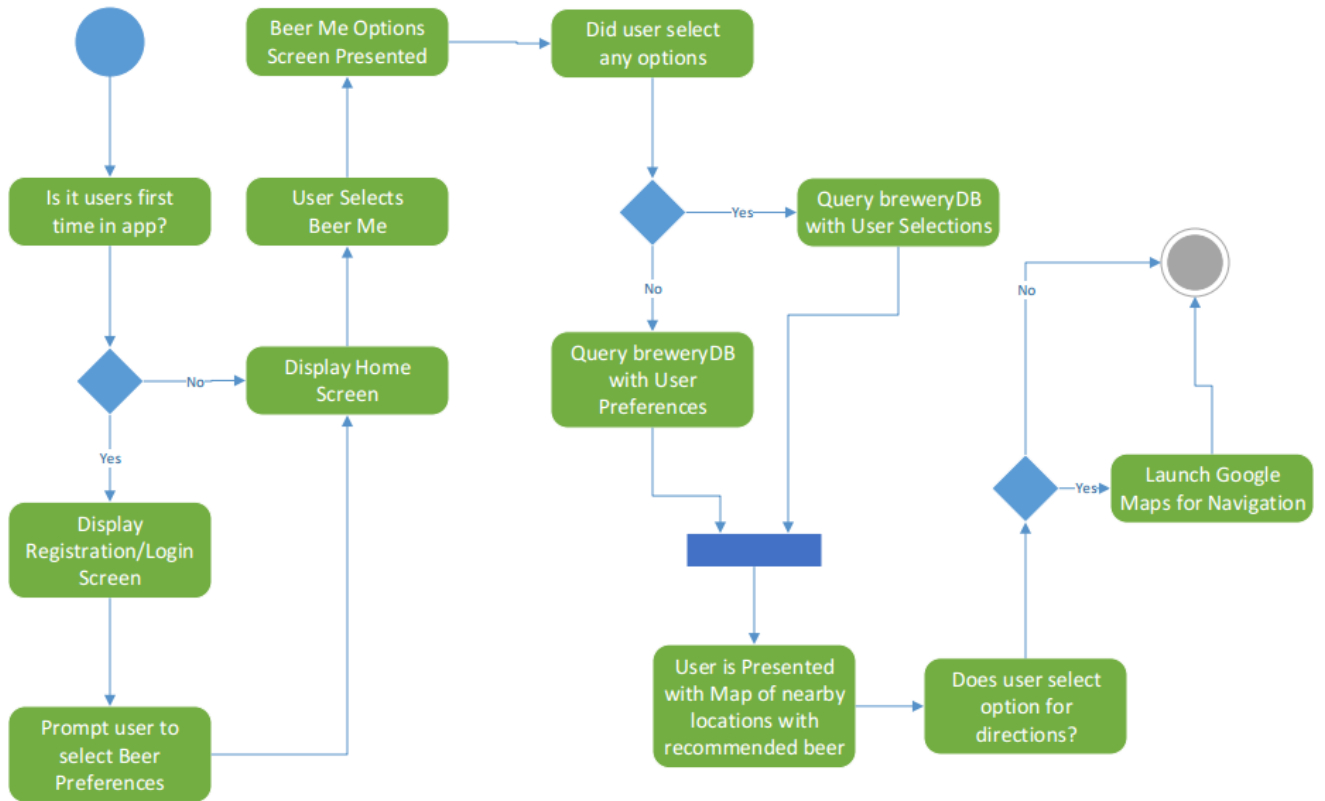 Is it users first
time in app?
No
Yes
Display
Registration/Login
Screen
Prompt user to
select Beer
Preferences
Display Home
Screen
User Selects
Beer Me
Beer Me Options
Screen Presented
Did user select
any options
Yes
No
Query breweryDB
with User Selections
Query breweryDB
with User
Preferences
User is Presented
with Map of nearby
locations with
recommended beer
Does user select
option for
directions?
No
Yes
Launch Google
Maps for Navigation